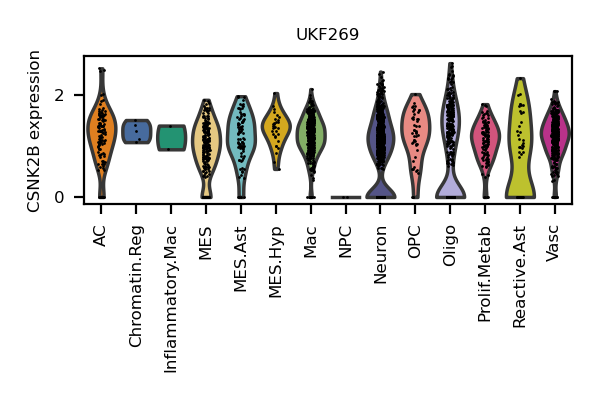 UKF269
CSNK2B expression
2
0
AC
Chromatin.Reg
Inflammatory.Mac
MES
MES.Ast
MES.Hyp
Mac
NPC
Neuron
OPC
Oligo
Prolif.Metab
Reactive.Ast
Vasc